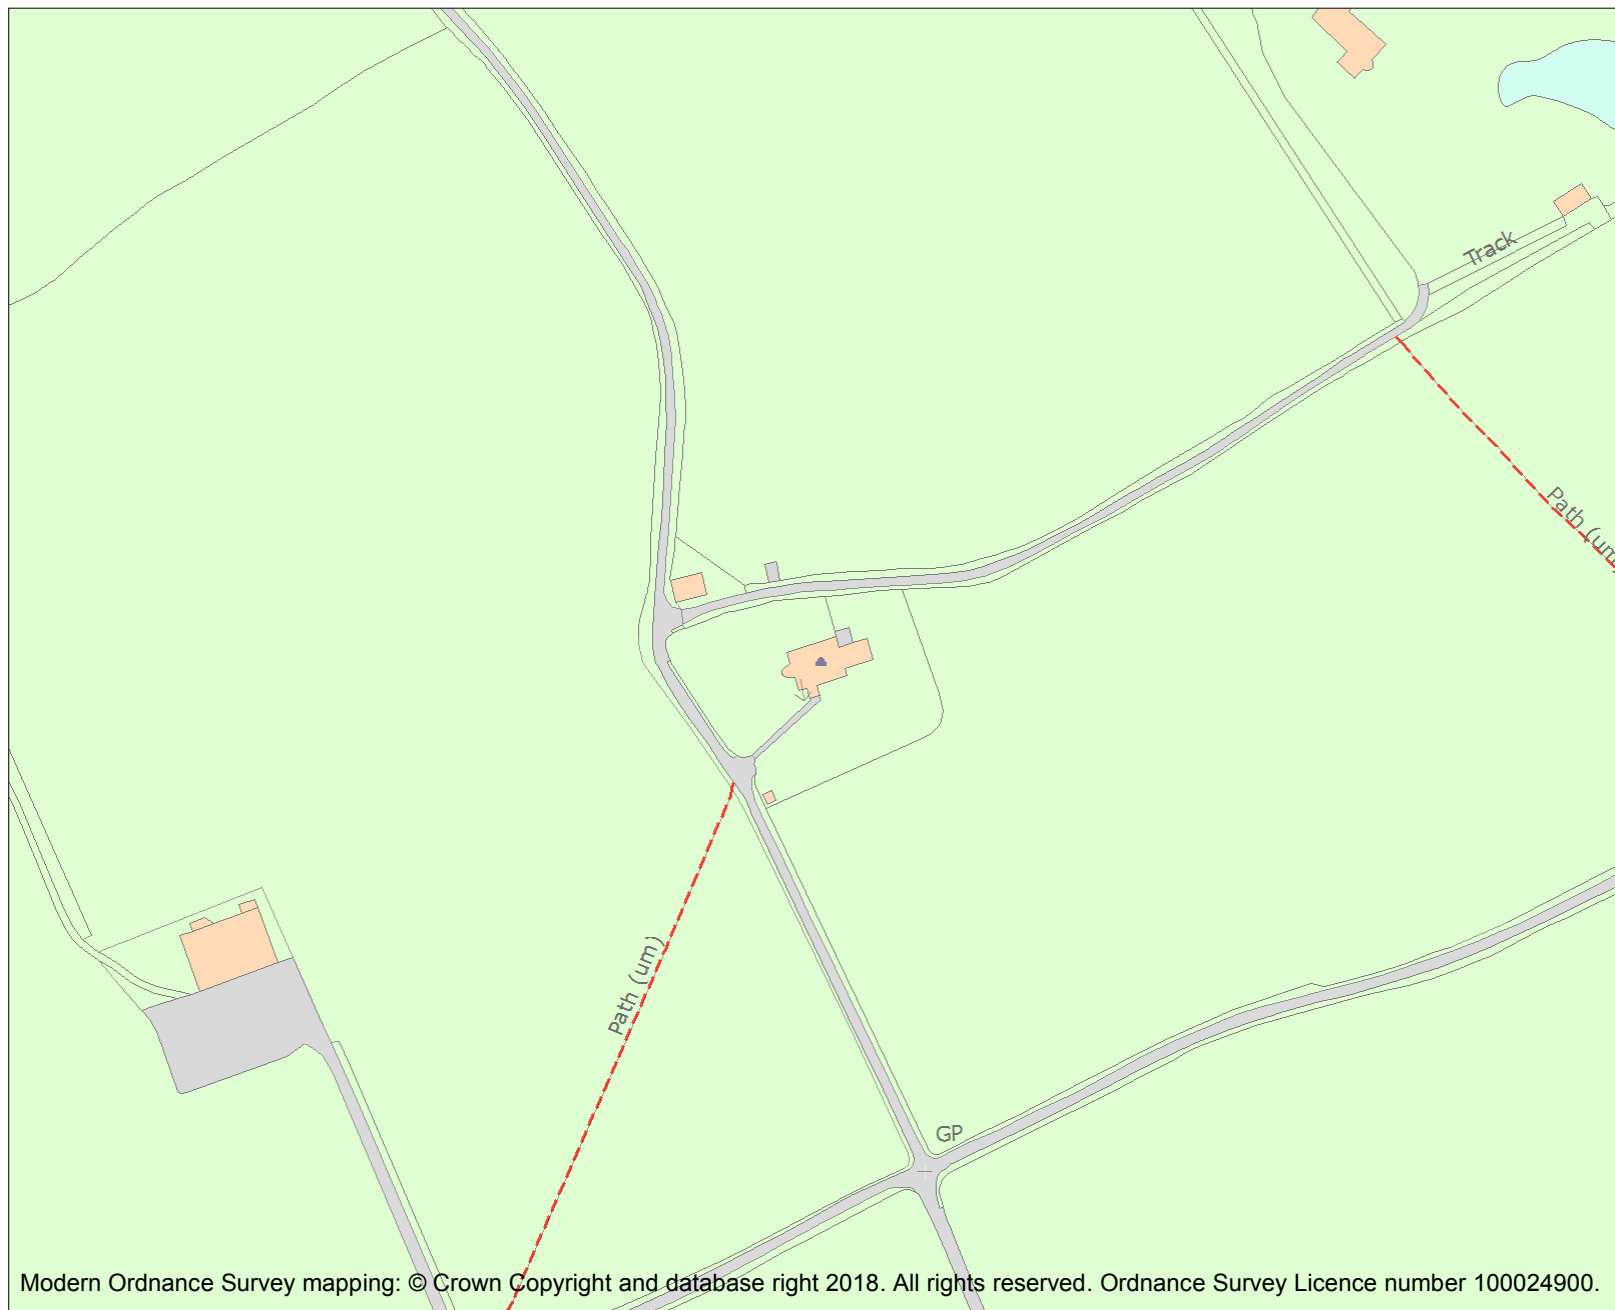 Track
Path (um
Path (um)
GP
Modern Ordnance Survey mapping: © Crown Copyright and database right 2018. All rights reserved. Ordnance Survey Licence number 100024900.